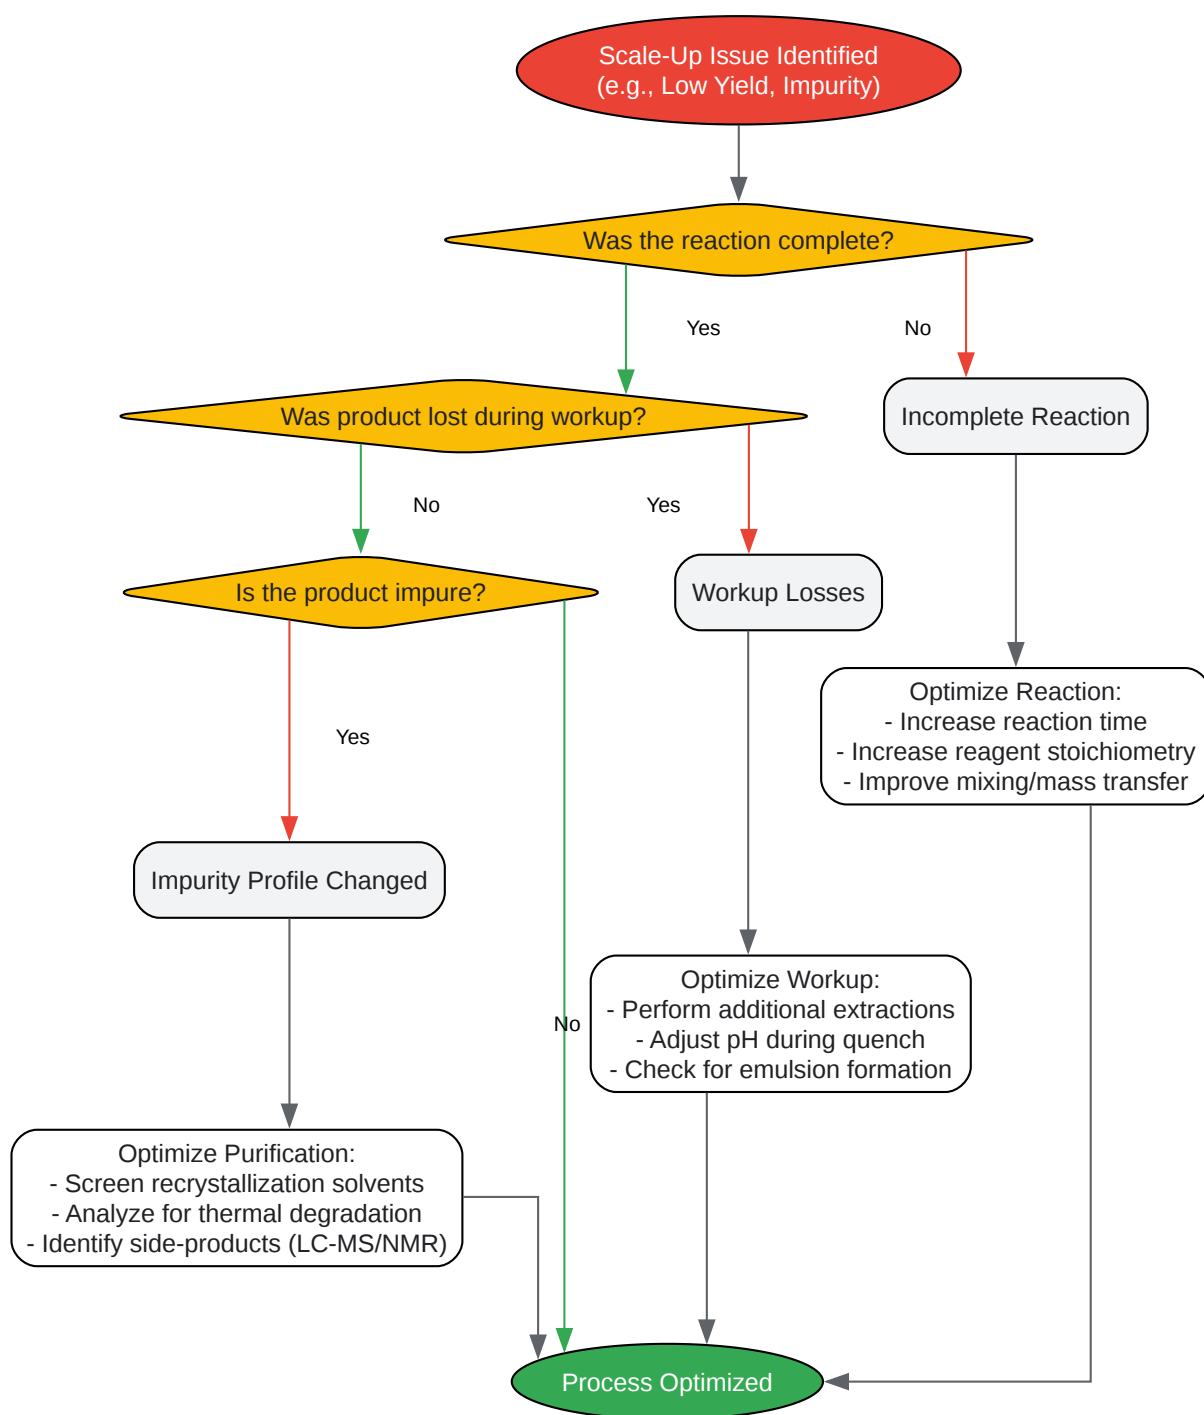 Scale-Up Issue Identified
(e.g., Low Yield, Impurity)
Was the reaction complete?
Yes
No
Was product lost during workup?
Incomplete Reaction
No
Yes
Is the product impure?
Workup Losses
Optimize Reaction:
- Increase reaction time
- Increase reagent stoichiometry
- Improve mixing/mass transfer
Yes
Impurity Profile Changed
Optimize Workup:
- Perform additional extractions
- Adjust pH during quench
- Check for emulsion formation
No
Optimize Purification:
- Screen recrystallization solvents
- Analyze for thermal degradation
- Identify side-products (LC-MS/NMR)
Process Optimized